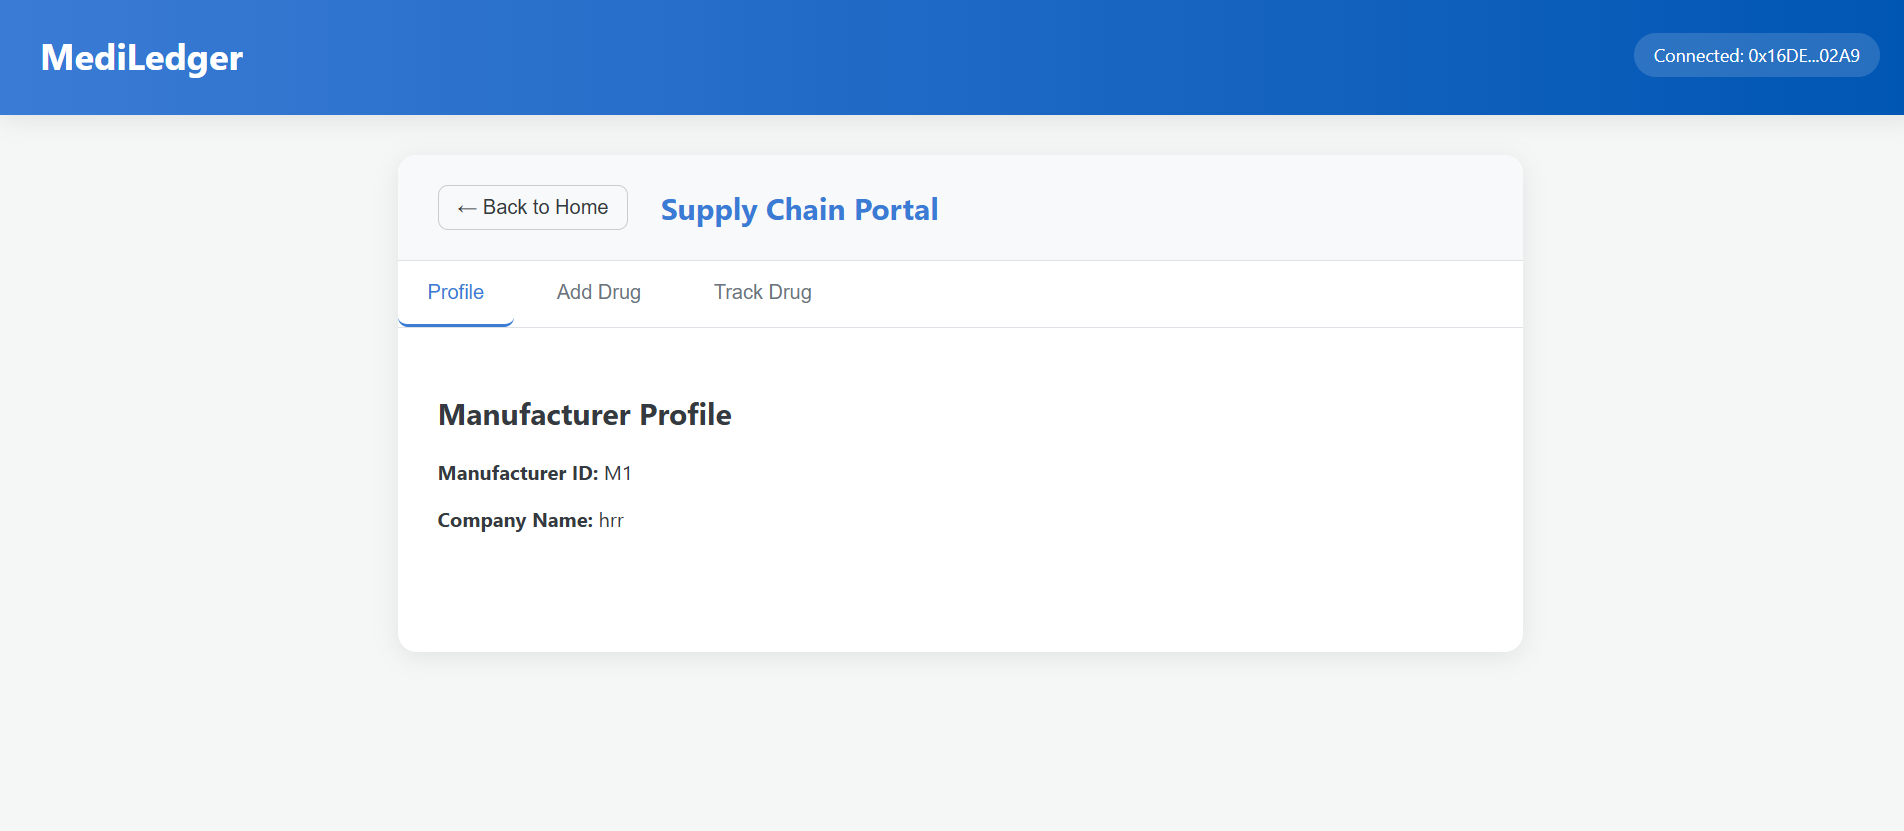 MediLedger
Connected: 0x16DE...02A9
← Back to Home
Supply Chain Portal
Profile
Add Drug
Track Drug
Manufacturer Profile
Manufacturer ID: M1
Company Name: hrr